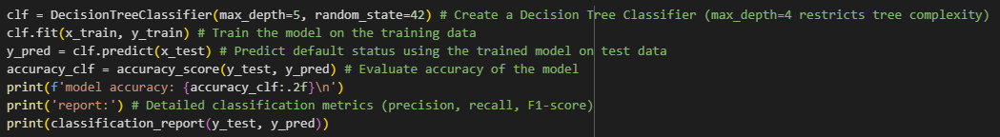 clf = DecisionTreeClassifier(max_depth=5, random_state=42) # Create a Decision Tree Classifier (max_depth=4 restricts tree complexity)
clf.fit(x_train, y_train) # Train the model on the training data
y_pred = clf.predict(x_test) # Predict default status using the trained model on test data
accuracy_clf = accuracy_score(y_test, y_pred) # Evaluate accuracy of the model
print(f'model accuracy: {accuracy_clf:.2f}\n')
print('report:') # Detailed classification metrics (precision, recall, F1-score)
print(classification_report(y_test, y_pred))